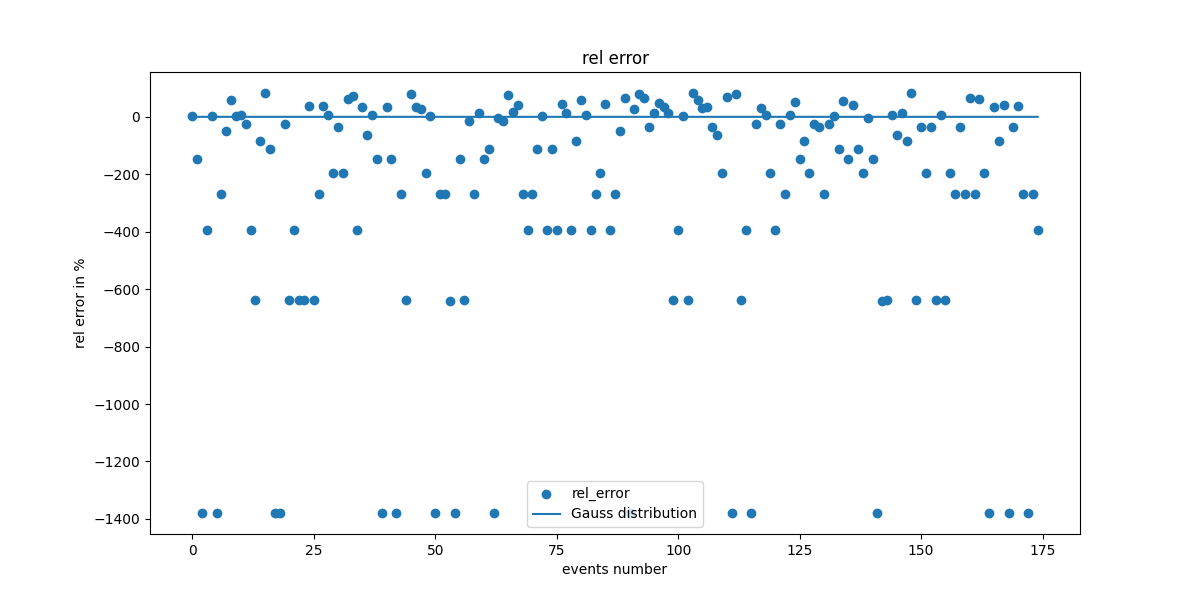 rel error
0
−200
−400
−600
−800
−1000
−1200
−1400
rel error in %
rel_error
Gauss distribution
0 25 50 75 100 125 150 175
events number